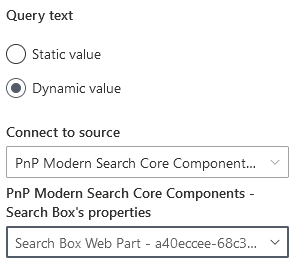 Query text
Static value
Dynamic value
Connect to source
PnP Modern Search Core Component...
PnP Modern Search Core Components -
Search Box's properties
Search Box Web Part - a40eccee-68c3...